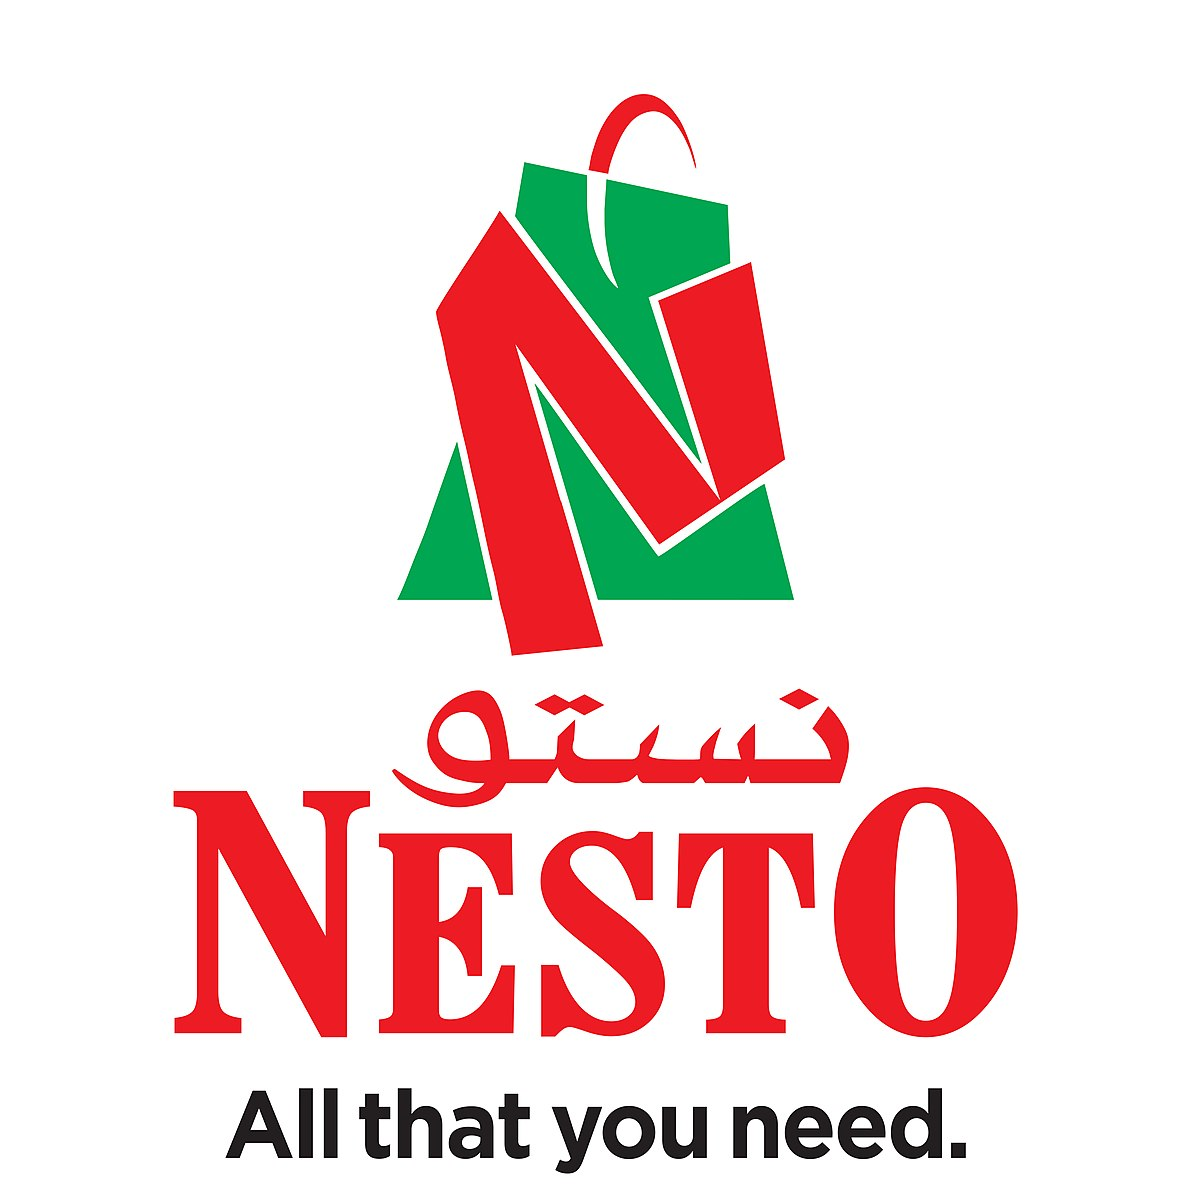 نستو
NESTO
All that you need.